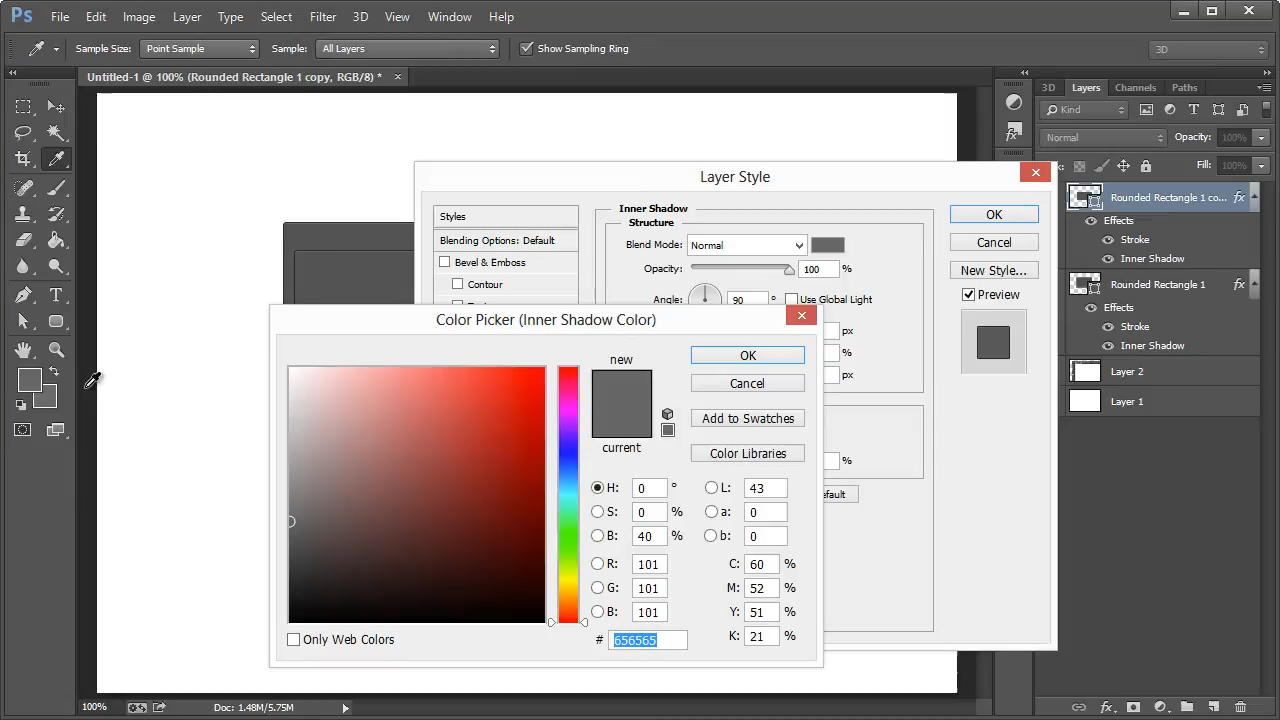 Ps File Edit Image Layer Type Select Filter 3D View Window Help
Sample Size: Point Sample Sample: All Layers Show Sampling Ring 3D
Untitled-1 @ 100% (Rounded Rectangle 1 copy, RGB/8) *
3D Layers Channels Paths
Kind
Normal Opacity: 100%
Fill: 100%
Rounded Rectangle 1 co... fx
Effects
Stroke
Inner Shadow
Rounded Rectangle 1 fx
Effects
Stroke
Inner Shadow
Layer 2
Layer 1
Layer Style
Styles
Blending Options: Default
Bevel & Emboss
Contour
Inner Shadow
Structure
Blend Mode: Normal
Opacity: 100 %
Angle: 90 ° Use Global Light
px
%
px
%
OK
Cancel
New Style...
Preview
Color Picker (Inner Shadow Color)
new
current
OK
Cancel
Add to Swatches
Color Libraries
H: 0 ° L: 43
S: 0 % a: 0
B: 40 % b: 0
R: 101 C: 60 %
G: 101 M: 52 %
B: 101 Y: 51 %
# 656565 K: 21 %
Only Web Colors
100% Doc: 1.48M/5.75M